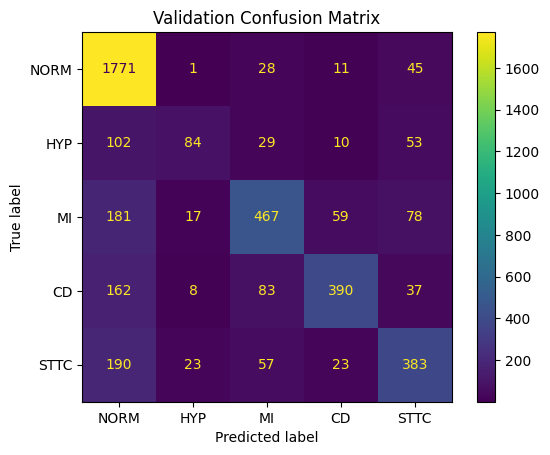 Validation Confusion Matrix
NORM 1771 1 28 11 45
HYP 102 84 29 10 53
MI 181 17 467 59 78
CD 162 8 83 390 37
STTC 190 23 57 23 383
NORM HYP MI CD STTC
Predicted label
True label
1600
1400
1200
1000
800
600
400
200